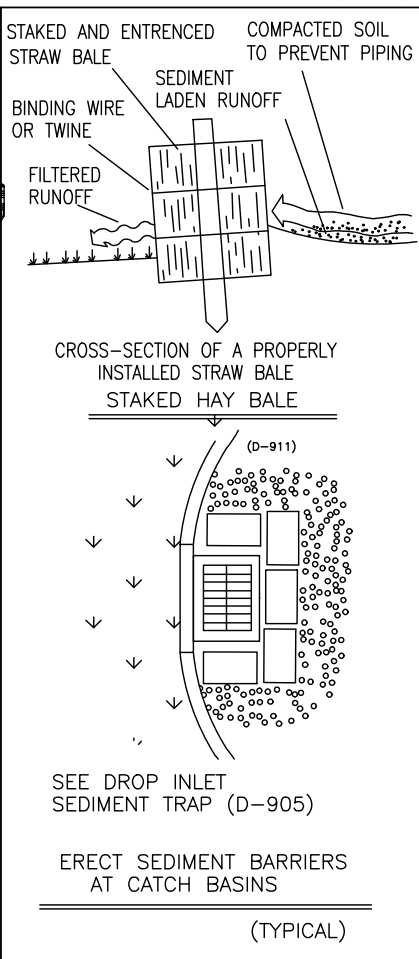 STAKED AND ENTRENCED
STRAW BALE
COMPACTED SOIL
TO PREVENT PIPING
SEDIMENT
LADEN RUNOFF
BINDING WIRE
OR TWINE
FILTERED
RUNOFF
CROSS-SECTION OF A PROPERLY
INSTALLED STRAW BALE
STAKED HAY BALE
(D-911)
SEE DROP INLET
SEDIMENT TRAP (D-905)
ERECT SEDIMENT BARRIERS
AT CATCH BASINS
(TYPICAL)